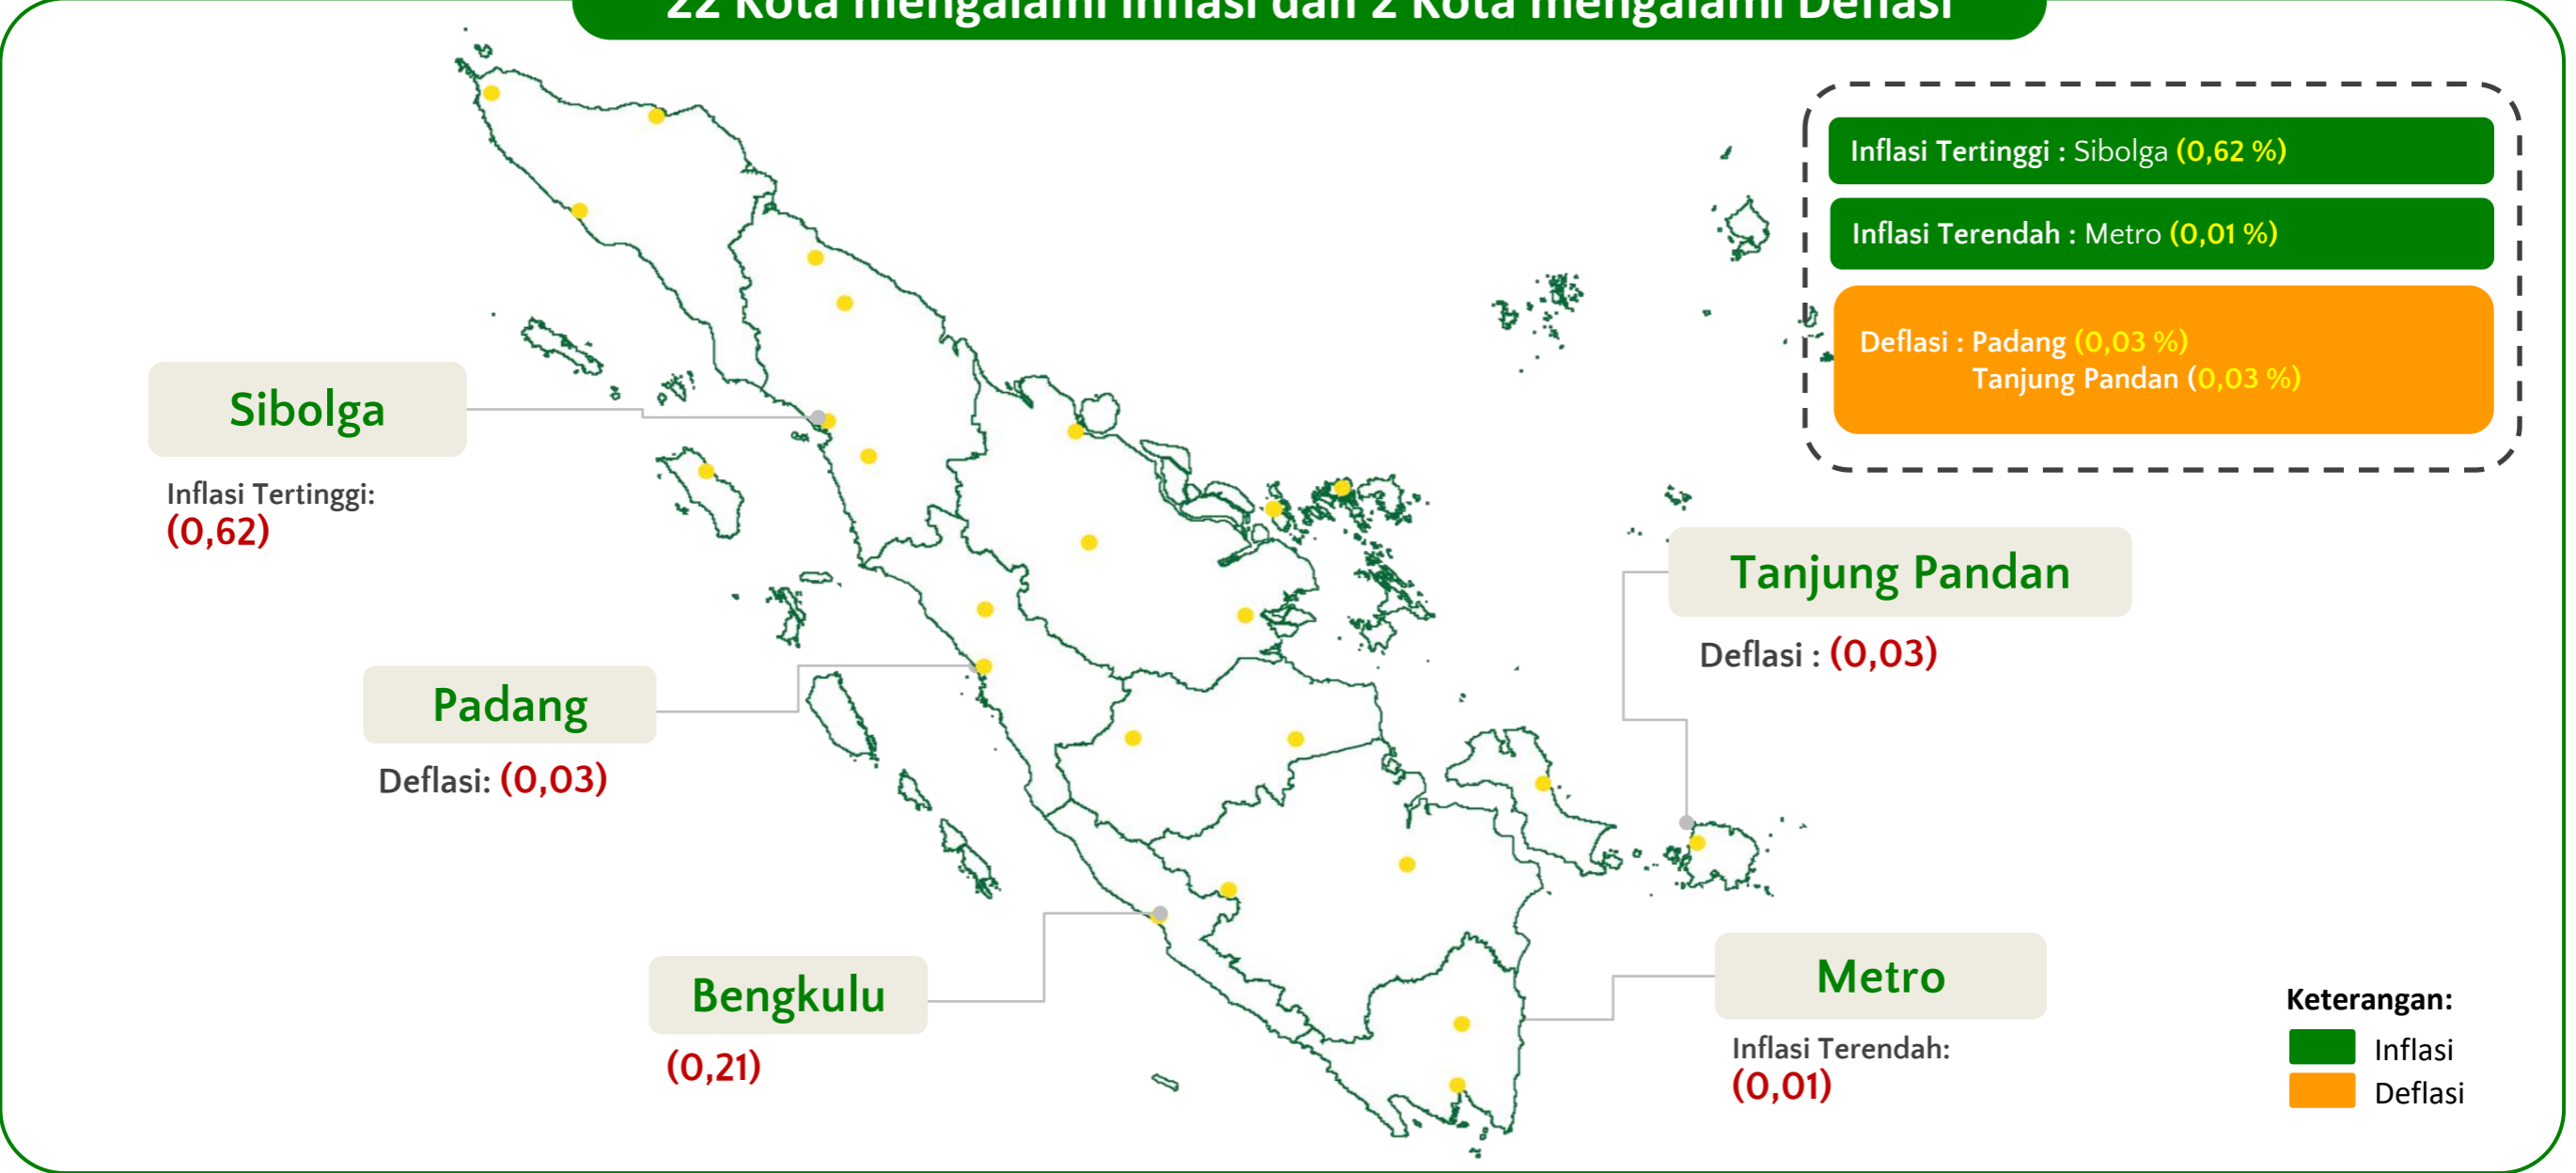 22 Kota mengalami Inflasi dan 2 Kota mengalami Deflasi
Inflasi Tertinggi : Sibolga (0,62 %)
Inflasi Terendah : Metro (0,01 %)
Deflasi : Padang (0,03 %)
Tanjung Pandan (0,03 %)
Sibolga
Inflasi Tertinggi:
(0,62)
Tanjung Pandan
Deflasi : (0,03)
Padang
Deflasi: (0,03)
Bengkulu
(0,21)
Metro
Inflasi Terendah:
(0,01)
Keterangan:
Inflasi
Deflasi